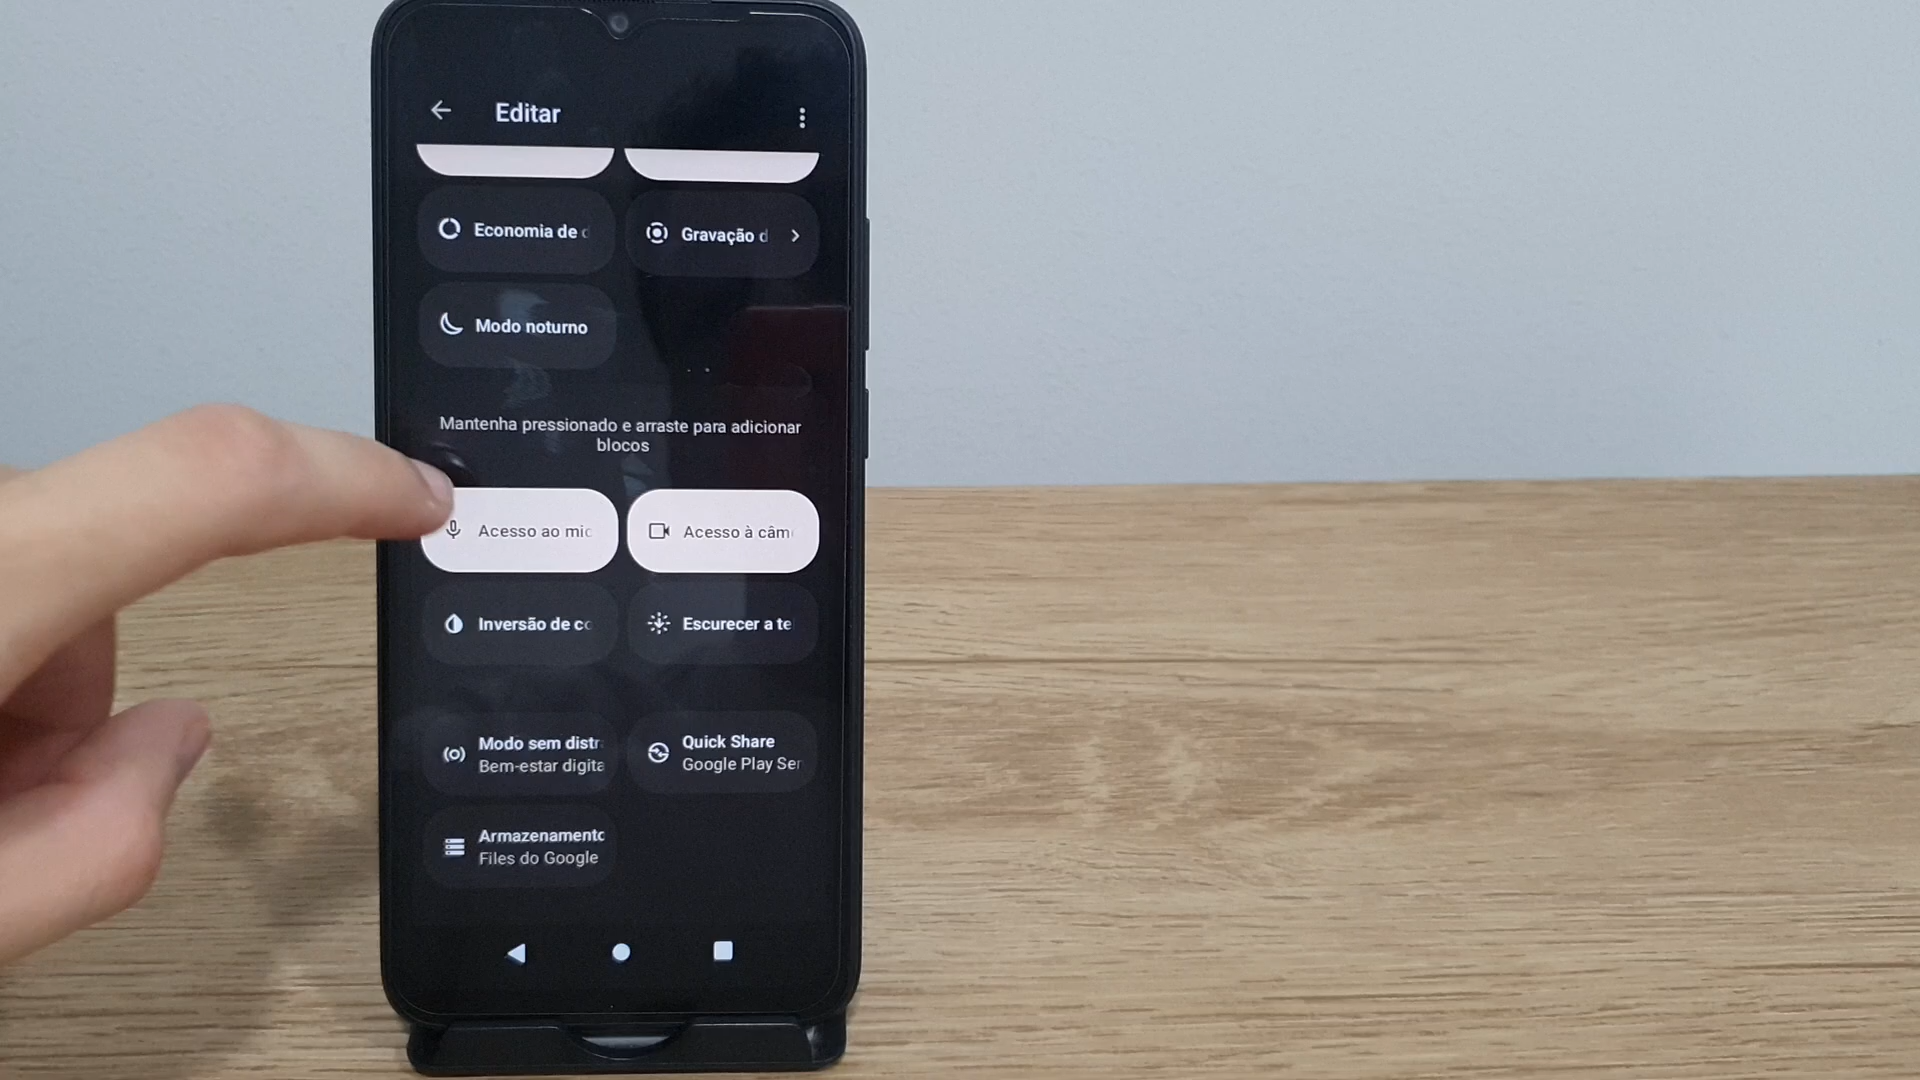 Editar
Economia de
Gravação d
Modo noturno
Mantenha pressionado e arraste para adicionar
blocos
Acesso ao mic
Acesso à câm
Inversão de co
Escurecer a te
Modo sem distr
Bem-estar digita
Quick Share
Google Play Ser
Armazenamento
Files do Google